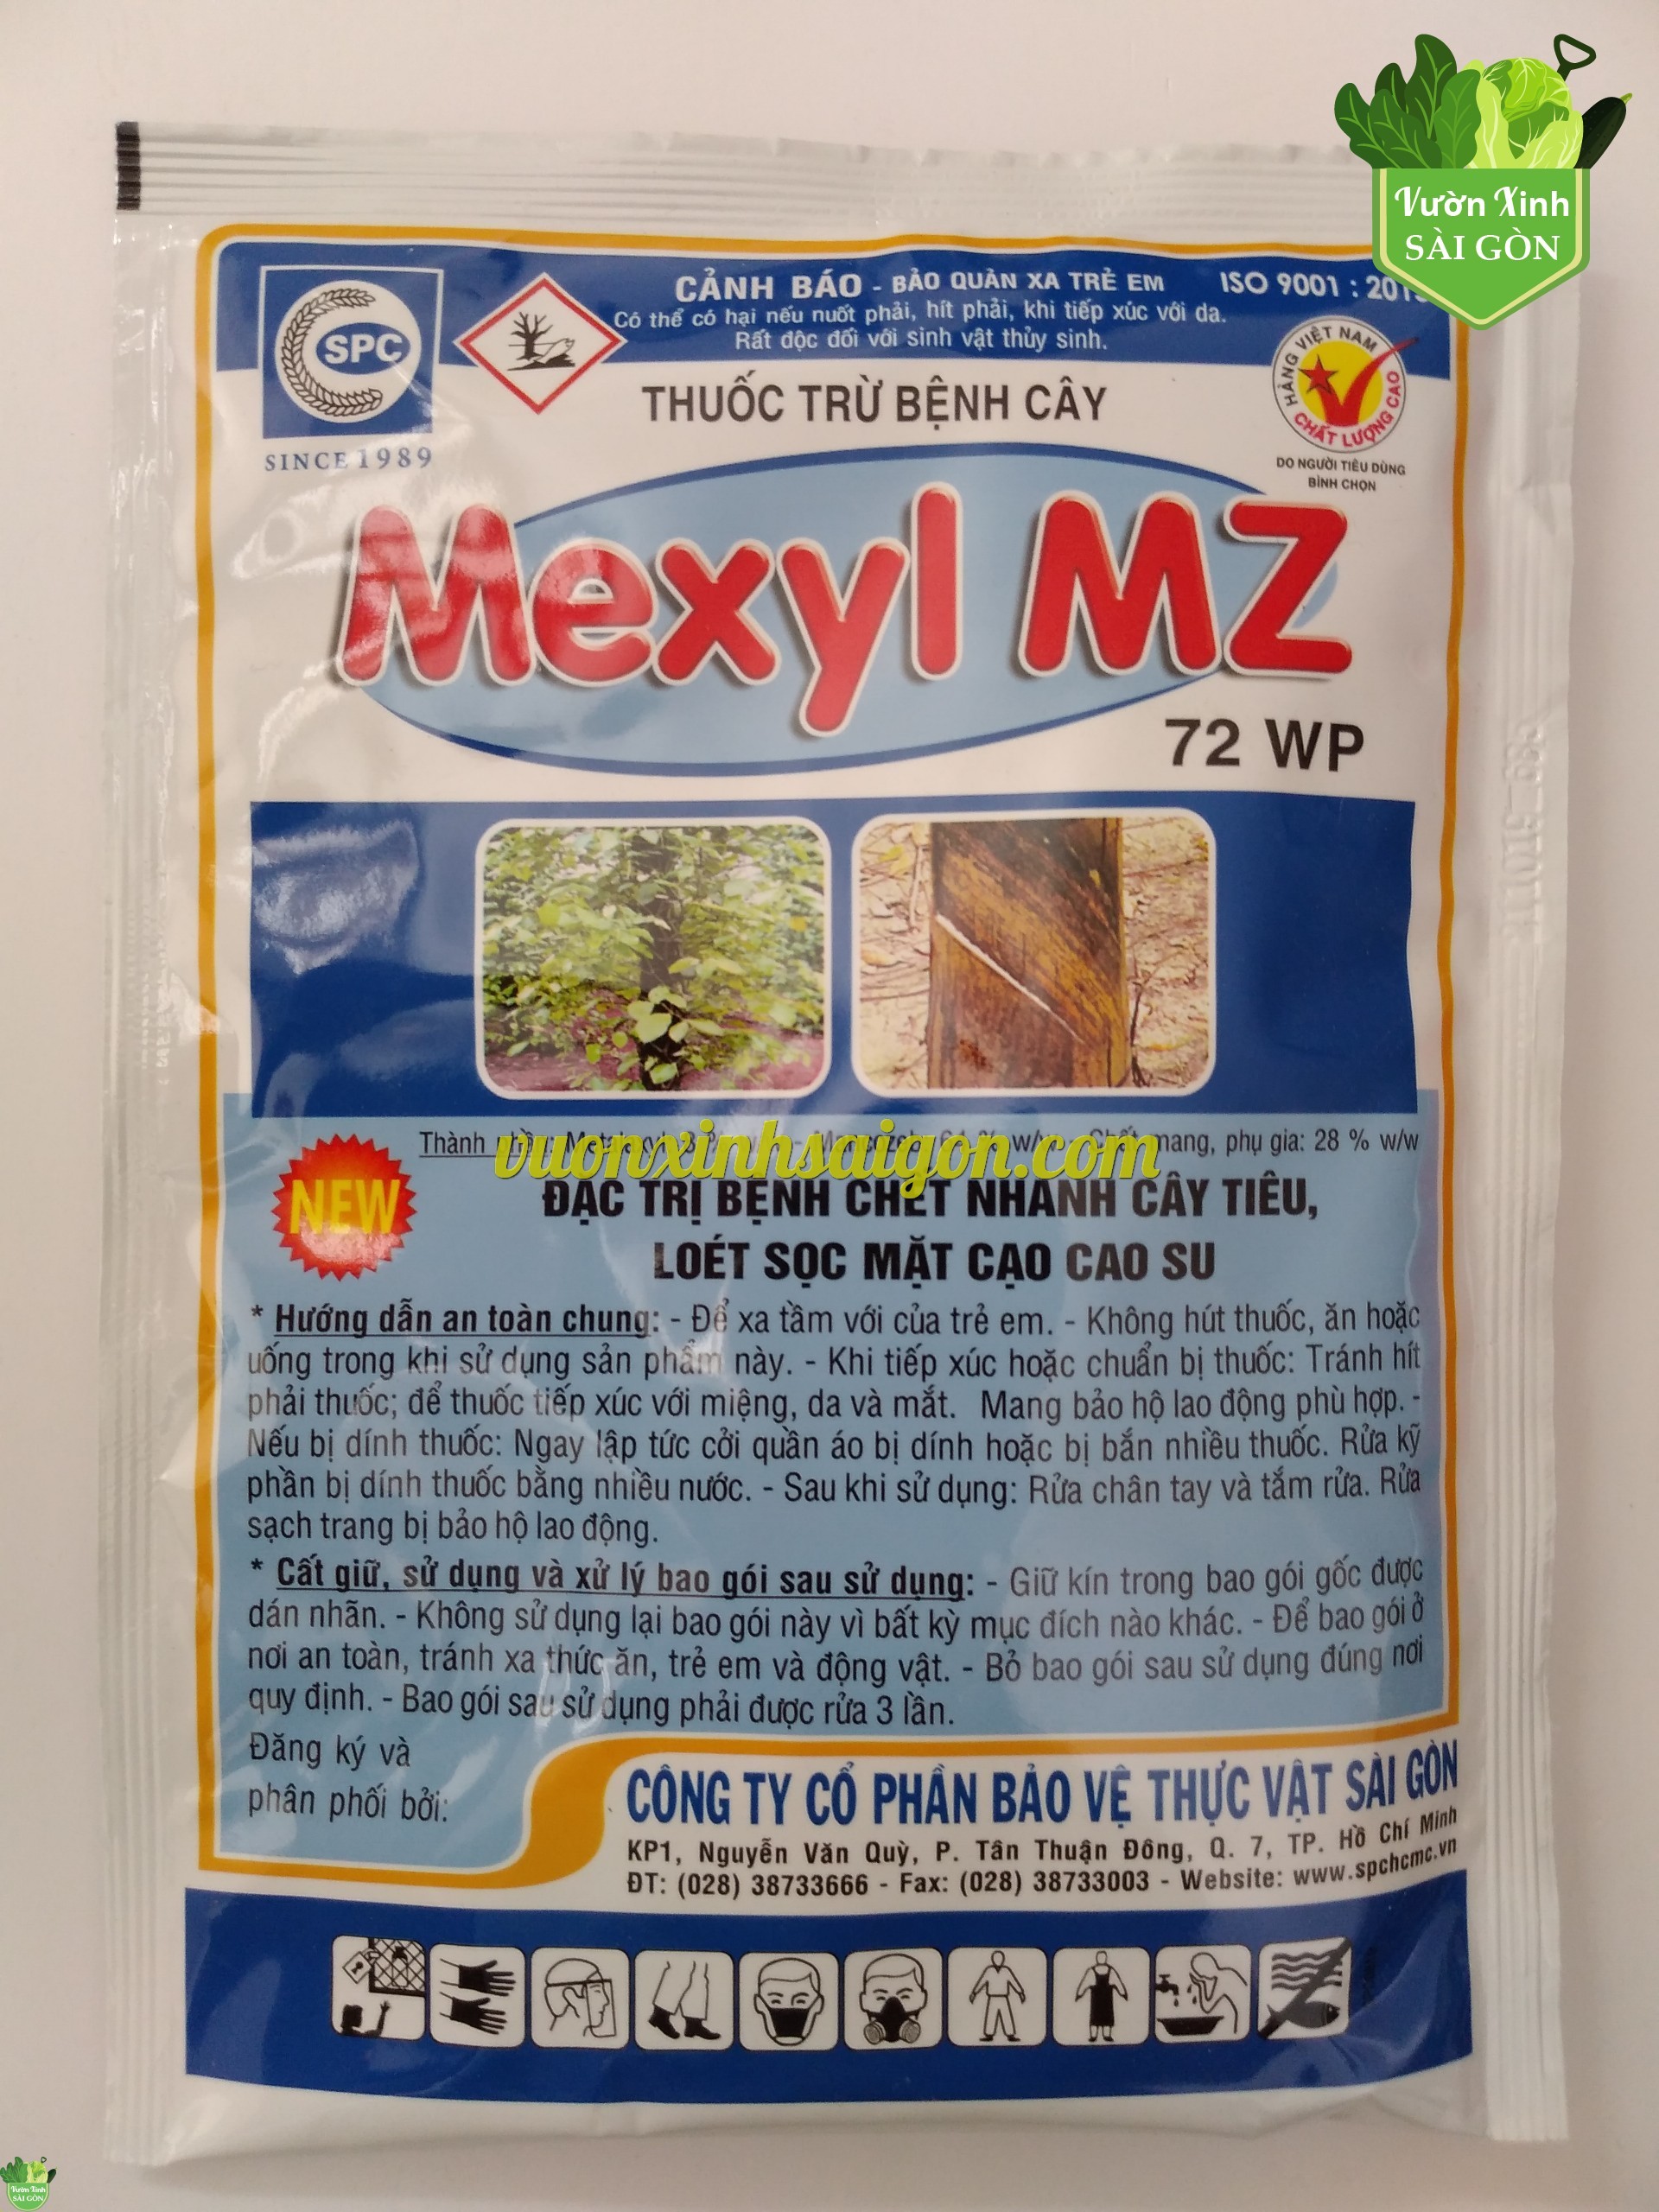 Vườn Xinh
SÀI GÒN
CẢNH BÁO - BẢO QUẢN XA TRẺ EM
ISO 9001 : 201
Có thể có hại nếu nuốt phải, hít phải, khi tiếp xúc với da.
Rất độc đối với sinh vật thủy sinh.
SPC
SINCE 1989
THUỐC TRỪ BỆNH CÂY
HÀNG VIỆT NAM
CHẤT LƯỢNG CAO
DO NGƯỜI TIÊU DÙNG
BÌNH CHỌN
Mexyl MZ
72 WP
Thành phần: Metalaxyl: 8 % w/w - Mancozeb: 64 % w/w - Chất mang, phụ gia: 28 % w/w
vuonxinhsaigon.com
NEW
ĐẶC TRỊ BỆNH CHẾT NHANH CÂY TIÊU,
LOÉT SỌC MẶT CẠO CAO SU
* Hướng dẫn an toàn chung: - Để xa tầm với của trẻ em. - Không hút thuốc, ăn hoặc
uống trong khi sử dụng sản phẩm này. - Khi tiếp xúc hoặc chuẩn bị thuốc: Tránh hít
phải thuốc; để thuốc tiếp xúc với miệng, da và mắt. Mang bảo hộ lao động phù hợp. -
Nếu bị dính thuốc: Ngay lập tức cởi quần áo bị dính hoặc bị bắn nhiều thuốc. Rửa kỹ
phần bị dính thuốc bằng nhiều nước. - Sau khi sử dụng: Rửa chân tay và tắm rửa. Rửa
sạch trang bị bảo hộ lao động.
* Cất giữ, sử dụng và xử lý bao gói sau sử dụng: - Giữ kín trong bao gói gốc được
dán nhãn. - Không sử dụng lại bao gói này vì bất kỳ mục đích nào khác. - Để bao gói ở
nơi an toàn, tránh xa thức ăn, trẻ em và động vật. - Bỏ bao gói sau sử dụng đúng nơi
quy định. - Bao gói sau sử dụng phải được rửa 3 lần.
Đăng ký và
phân phối bởi:
CÔNG TY CỔ PHẦN BẢO VỆ THỰC VẬT SÀI GÒN
KP1, Nguyễn Văn Quỳ, P. Tân Thuận Đông, Q. 7, TP. Hồ Chí Minh
ĐT: (028) 38733666 - Fax: (028) 38733003 - Website: www.spchcmc.vn
Vườn Xinh
SÀI GÒN